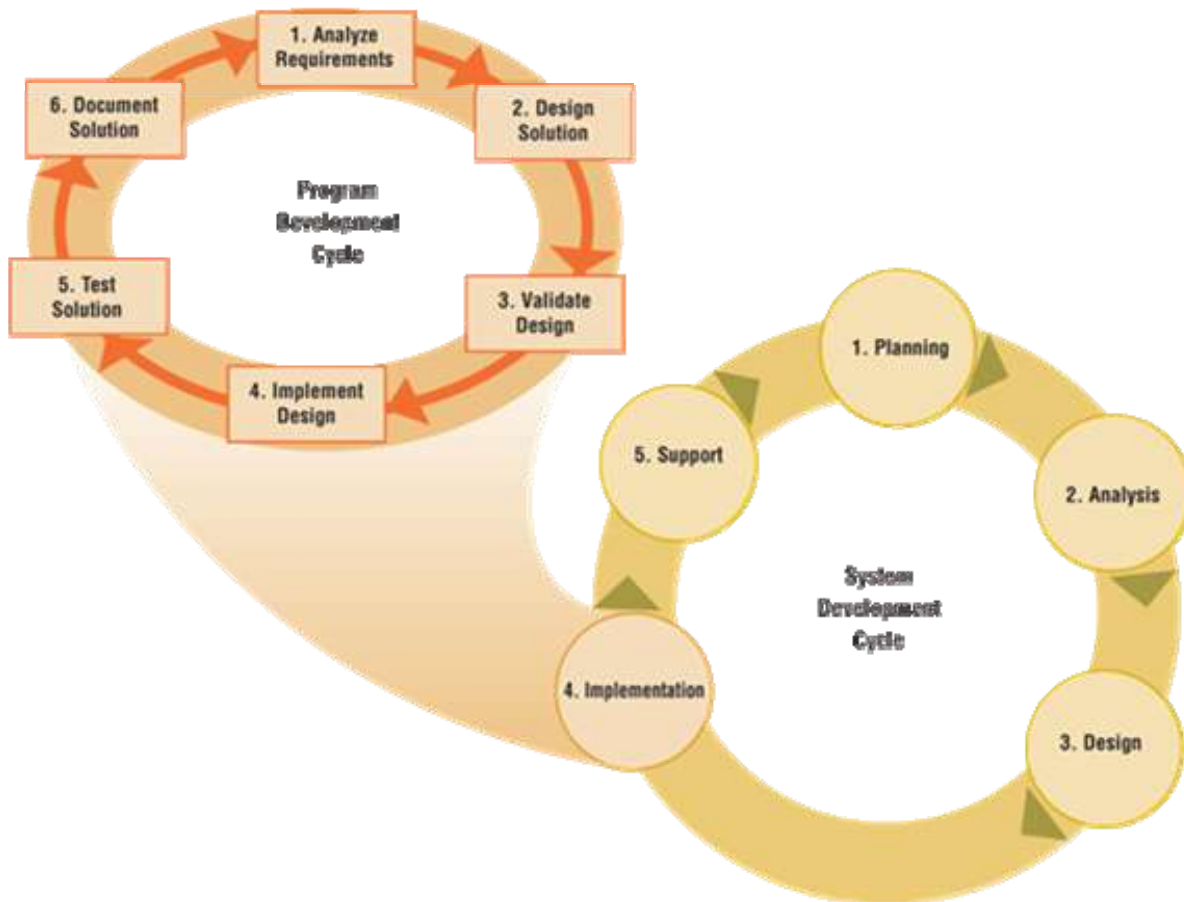 1. Analyze
Requirements
2. Design
Solution
3. Validate
Design
4. Implement
Design
5. Test
Solution
6. Document
Solution
Program
Development
Cycle
1. Planning
2. Analysis
3. Design
4. Implementation
5. Support
System
Development
Cycle